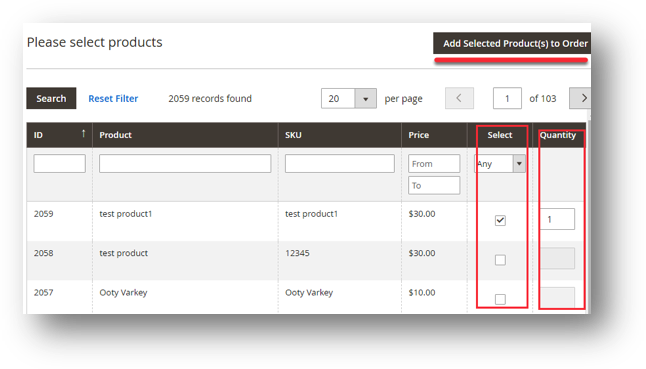 Please select products
Add Selected Product(s) to Order
Search Reset Filter 2059 records found 20 per page 1 of 103
ID ↑ Product SKU Price Select Quantity
From Any
To
2059 test product1 test product1 $30.00 1
2058 test product 12345 $30.00
2057 Ooty Varkey Ooty Varkey $10.00